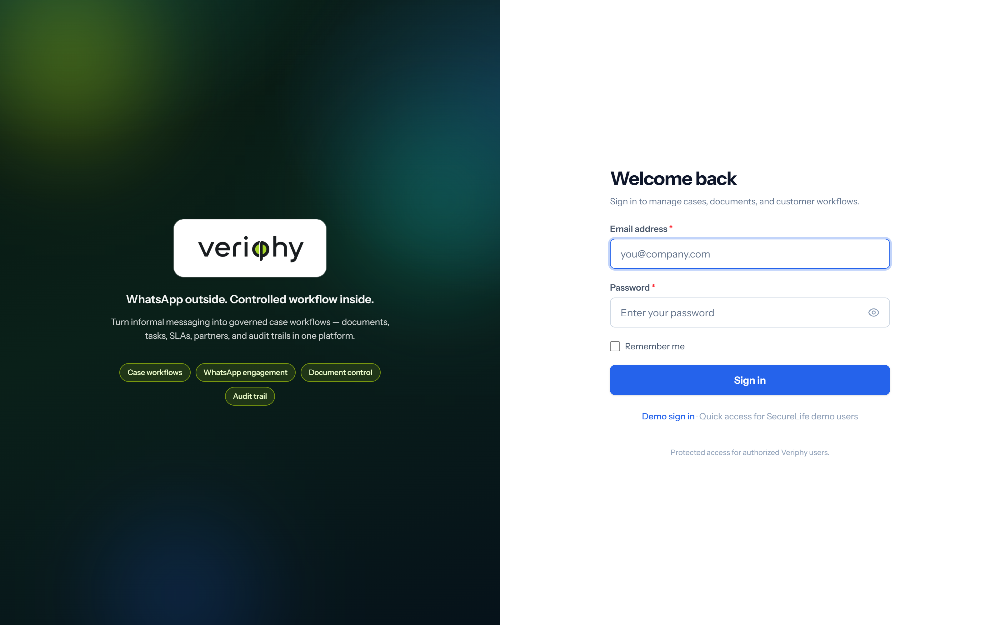 veriphy
WhatsApp outside. Controlled workflow inside.
Turn informal messaging into governed case workflows — documents,
tasks, SLAs, partners, and audit trails in one platform.
Case workflows
WhatsApp engagement
Document control
Audit trail
Welcome back
Sign in to manage cases, documents, and customer workflows.
Email address *
you@company.com
Password *
Enter your password
Remember me
Sign in
Demo sign in · Quick access for SecureLife demo users
Protected access for authorized Veriphy users.